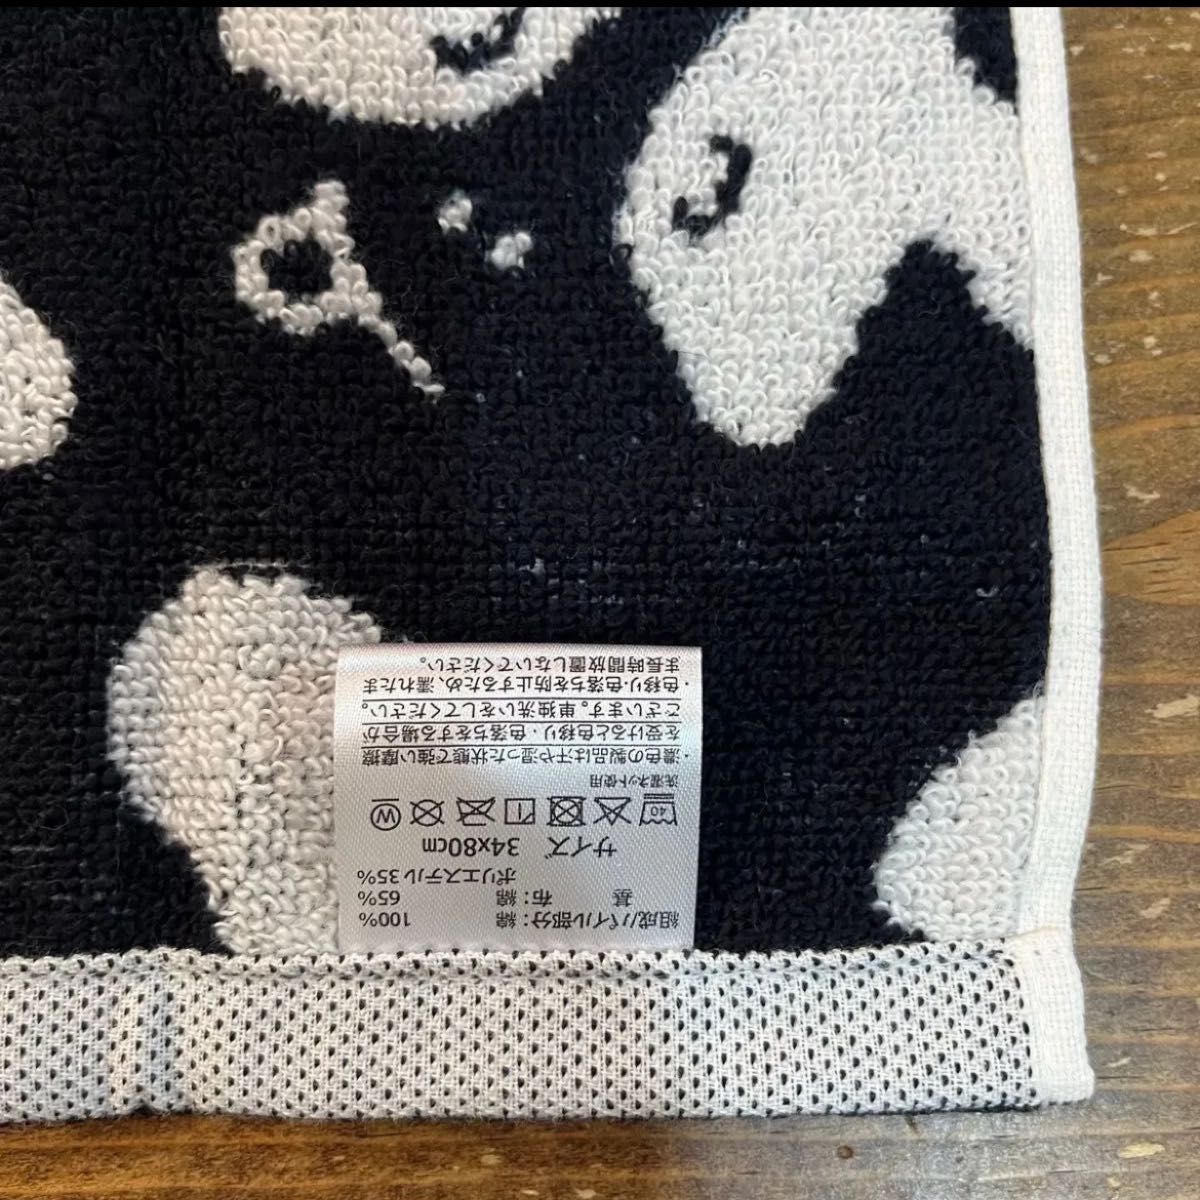 組成/パイル部分：綿 100%
基 布：綿 65%
ポリエステル 35%
サイズ 34x80cm
40 W
洗濯ネット使用
・濃色の製品は汗や湿った状態で強い摩擦
を受けると色移り・色落ちをする場合が
ございます。単独洗いをしてください。
・色移り・色落ちを防止するため、濡れたま
ま長時間放置しないでください。